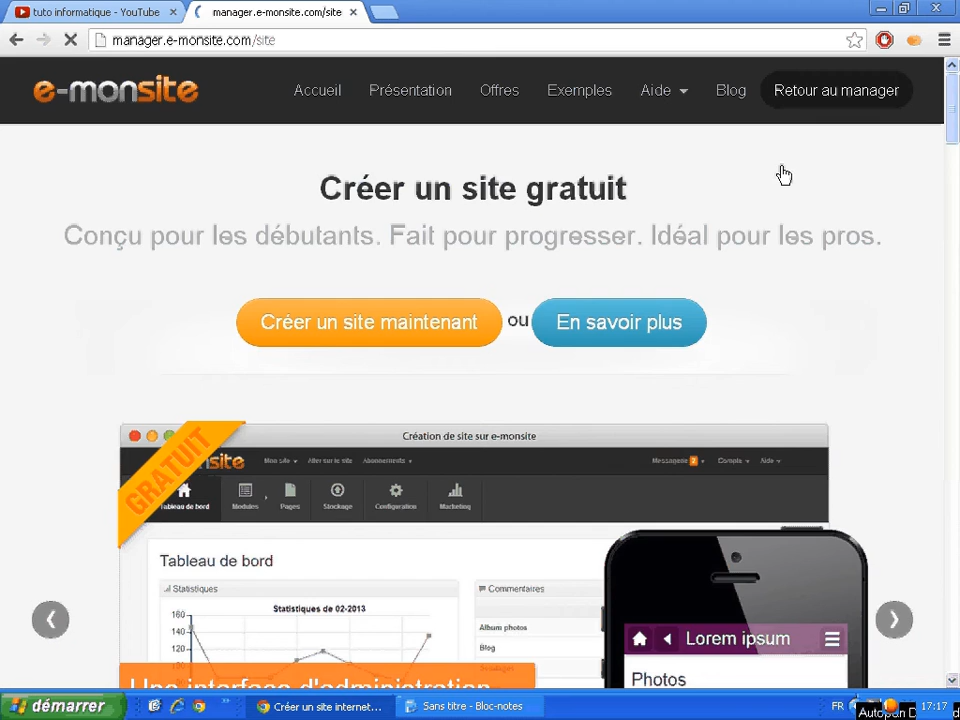 tuto informatique - YouTube
manager.e-monsite.com/site
manager.e-monsite.com/site
e-monsite
Accueil
Présentation
Offres
Exemples
Aide
Blog
Retour au manager
Créer un site gratuit
Conçu pour les débutants. Fait pour progresser. Idéal pour les pros.
Créer un site maintenant
ou
En savoir plus
GRATUIT
Création de site sur e-monsite
Mon site
Aller sur le site
Abonnements
Messagerie
Compte
Aide
Tableau de bord
Modules
Pages
Stockage
Configuration
Marketing
Tableau de bord
Statistiques
Commentaires
Statistiques de 02-2013
160
140
120
Album photos
Blog
Lorem ipsum
Photos
Une interface d'administration
démarrer
Créer un site internet...
Sans titre - Bloc-notes
FR
17:17